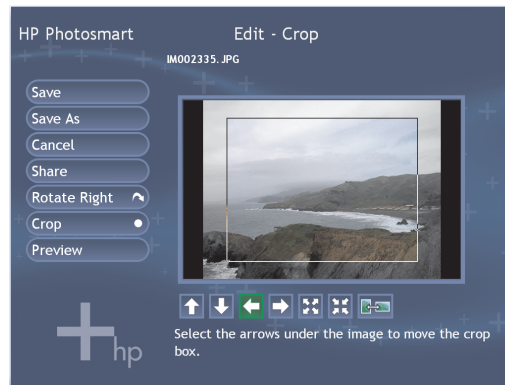 HP Photosmart
Edit - Crop
IM002335.JPG
Save
Save As
Cancel
Share
Rotate Right
Crop
Preview
Select the arrows under the image to move the crop
box.
hp